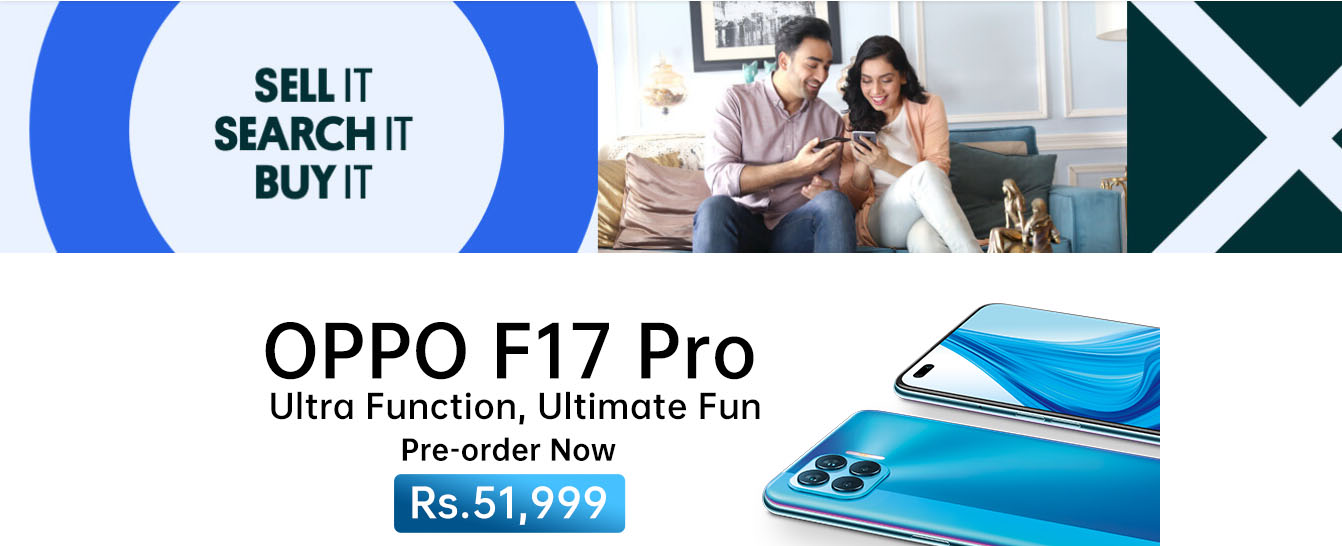 SELL IT
SEARCH IT
BUY IT
OPPO F17 Pro
Ultra Function, Ultimate Fun
Pre-order Now
Rs.51,999